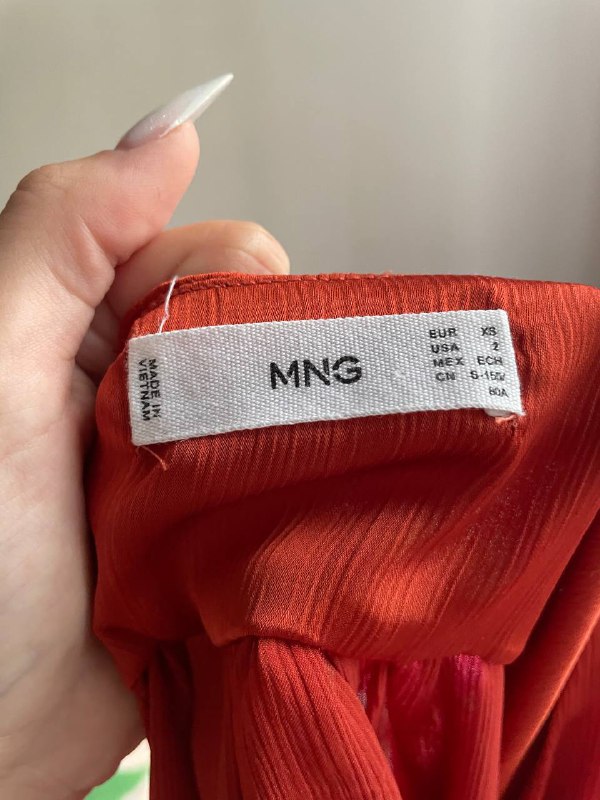 MADE IN
VIETNAM
MNG
EUR XS
USA 2
MEX ECH
CN S-155/
80A